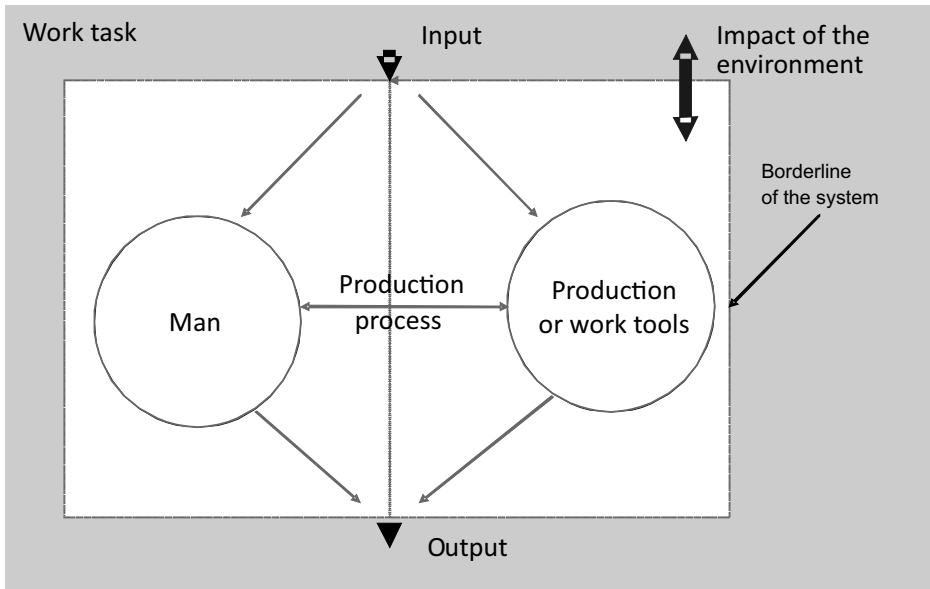 Work task
Input
Impact of the
environment
Borderline
of the system
Production
process
Man
Production
or work tools
Output